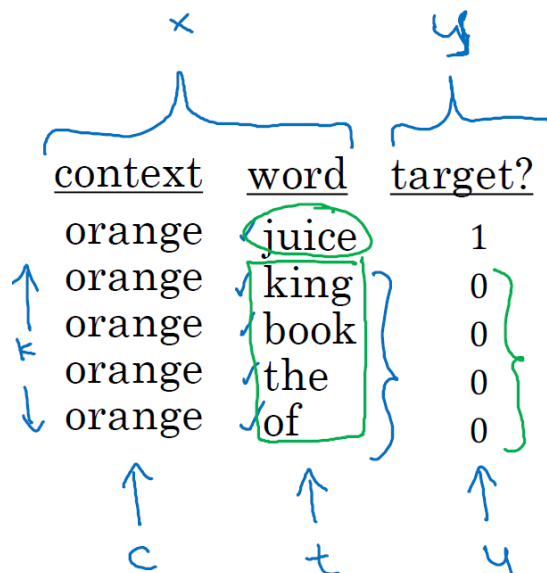 x y
context word target?
orange juice 1
orange king 0
orange book 0
k
orange the 0
orange of 0
c t y